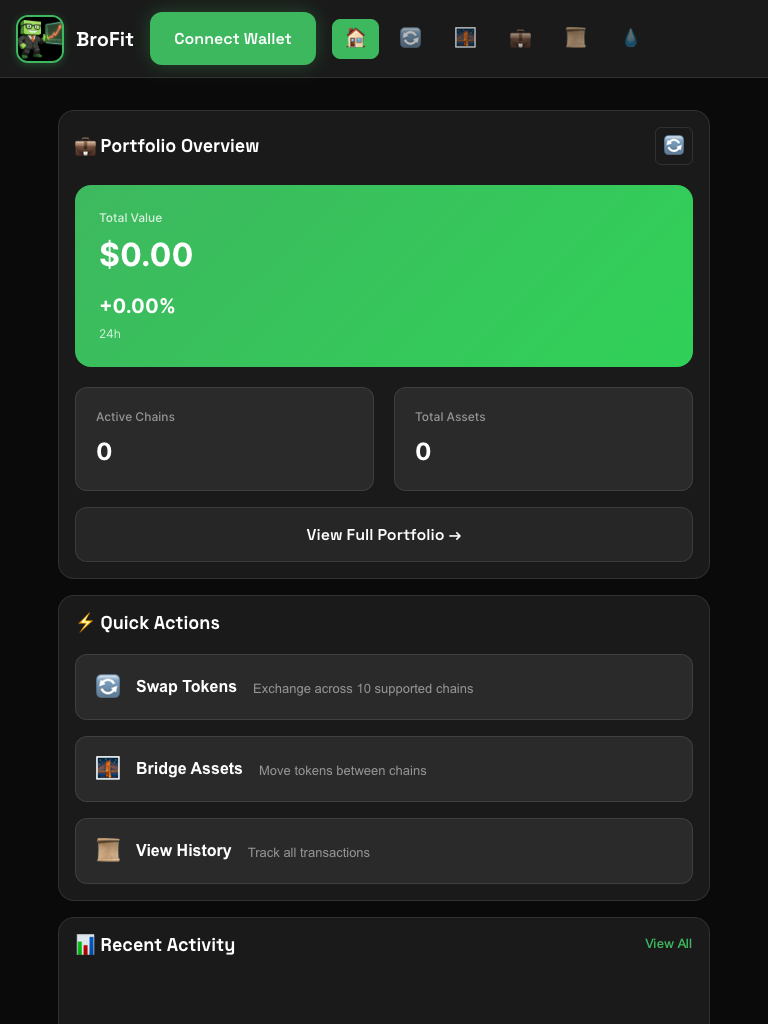 BroFit
Connect Wallet
Portfolio Overview
Total Value
$0.00
+0.00%
24h
Active Chains
0
Total Assets
0
View Full Portfolio →
Quick Actions
Swap Tokens Exchange across 10 supported chains
Bridge Assets Move tokens between chains
View History Track all transactions
Recent Activity
View All